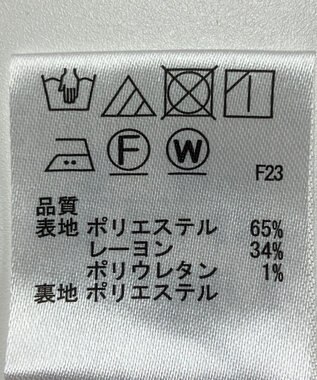 F W
F23
品質
表地 ポリエステル 65%
レーヨン 34%
ポリウレタン 1%
裏地 ポリエステル